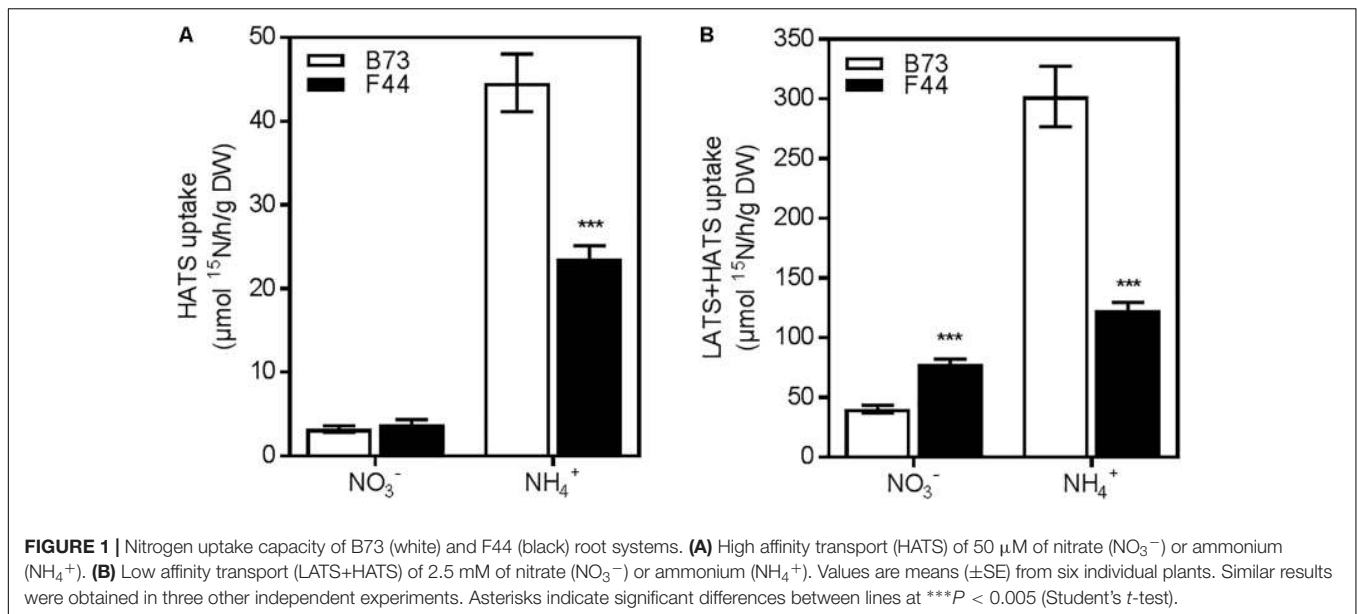 A
B73
F44
50
40
30
20
10
0
HATS uptake
(µmol ¹⁵N/h/g DW)
***
NO₃⁻ NH₄⁺
B
B73
F44
350
300
250
200
150
100
50
0
LATS+HATS uptake
(µmol ¹⁵N/h/g DW)
***
***
NO₃⁻ NH₄⁺
FIGURE 1 | Nitrogen uptake capacity of B73 (white) and F44 (black) root systems. (A) High affinity transport (HATS) of 50 µM of nitrate (NO₃⁻) or ammonium
(NH₄⁺). (B) Low affinity transport (LATS+HATS) of 2.5 mM of nitrate (NO₃⁻) or ammonium (NH₄⁺). Values are means (±SE) from six individual plants. Similar results
were obtained in three other independent experiments. Asterisks indicate significant differences between lines at ***P < 0.005 (Student's t-test).